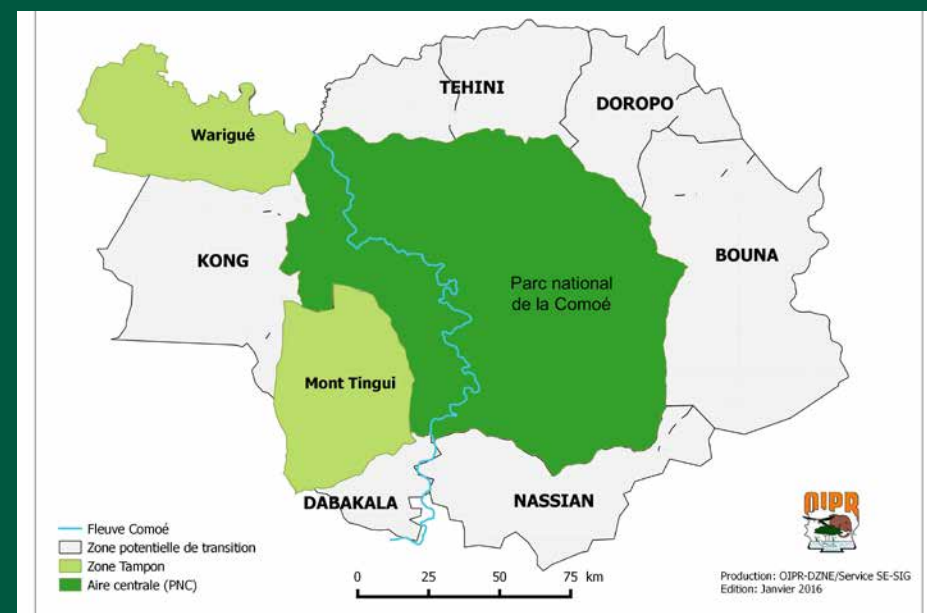 TEHINI
DOROPO
Warigué
KONG
BOUNA
Parc national
de la Comoé
Mont Tingui
DABAKALA
NASSIAN
Fleuve Comoé
Zone potentielle de transition
Zone Tampon
Aire centrale (PNC)
0 25 50 75 km
OIPR
Production: OIPR-DZNE/Service SE-SIG
Edition: Janvier 2016